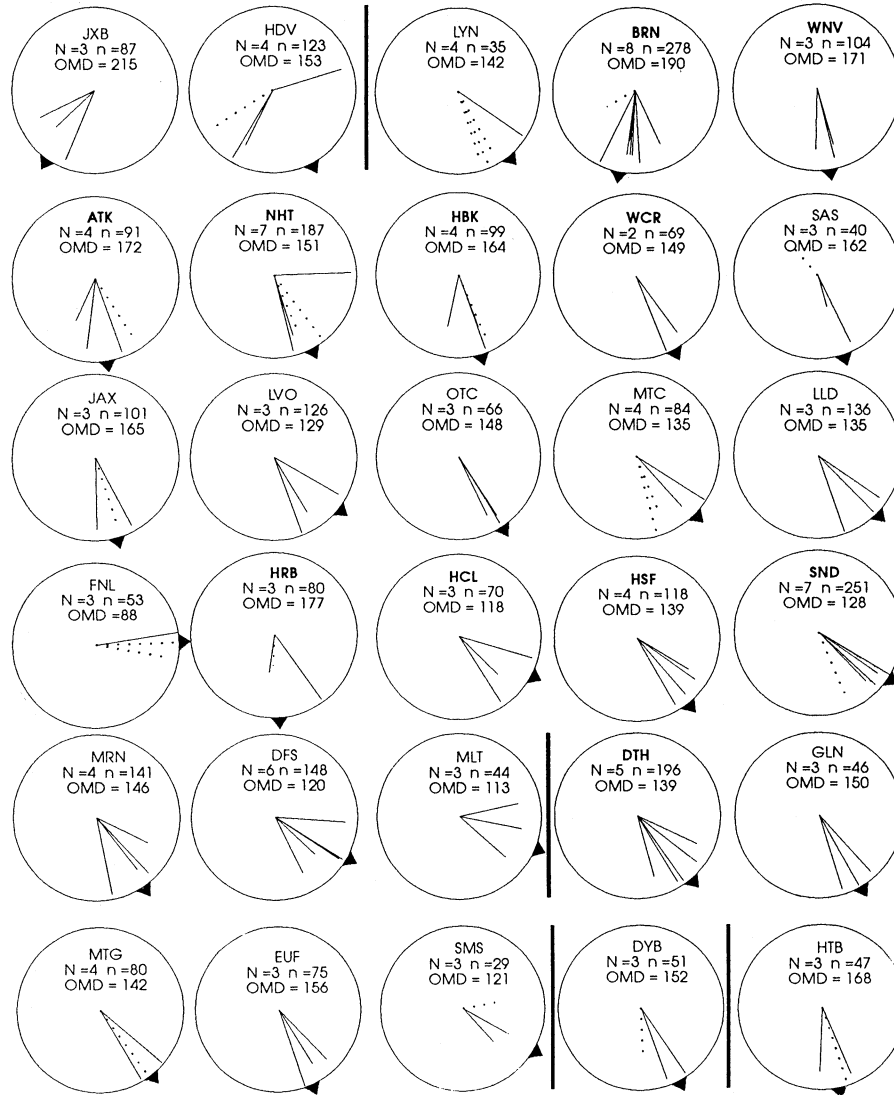 JXB
N =3 n=87
OMD = 215
HDV
N =4 n=123
OMD = 153
LYN
N =4 n=35
OMD =142
BRN
N =8 n=278
OMD =190
WNV
N =3 n=104
OMD = 171
ATK
N =4 n=91
OMD = 172
NHT
N =7 n=187
OMD = 151
HBK
N =4 n=99
OMD = 164
WCR
N =2 n=69
OMD = 149
SAS
N =3 n=40
OMD = 162
JAX
N =3 n=101
OMD = 165
LVO
N =3 n=126
OMD = 129
OTC
N =3 n=66
OMD = 148
MTC
N =4 n=84
OMD = 135
LLD
N =3 n=136
OMD = 135
FNL
N =3 n=53
OMD = 88
HRB
N =3 n=80
OMD = 177
HCL
N =3 n=70
OMD = 118
HSF
N =4 n=118
OMD = 139
SND
N =7 n=251
OMD = 128
MRN
N =4 n=141
OMD = 146
DFS
N =6 n=148
OMD = 120
MLT
N =3 n=44
OMD = 113
DTH
N =5 n=196
OMD = 139
GLN
N =3 n=46
OMD = 150
MTG
N =4 n=80
OMD = 142
EUF
N =3 n=75
OMD = 156
SMS
N =3 n=29
OMD = 121
DYB
N =3 n=51
OMD = 152
HTB
N =3 n=47
OMD = 168